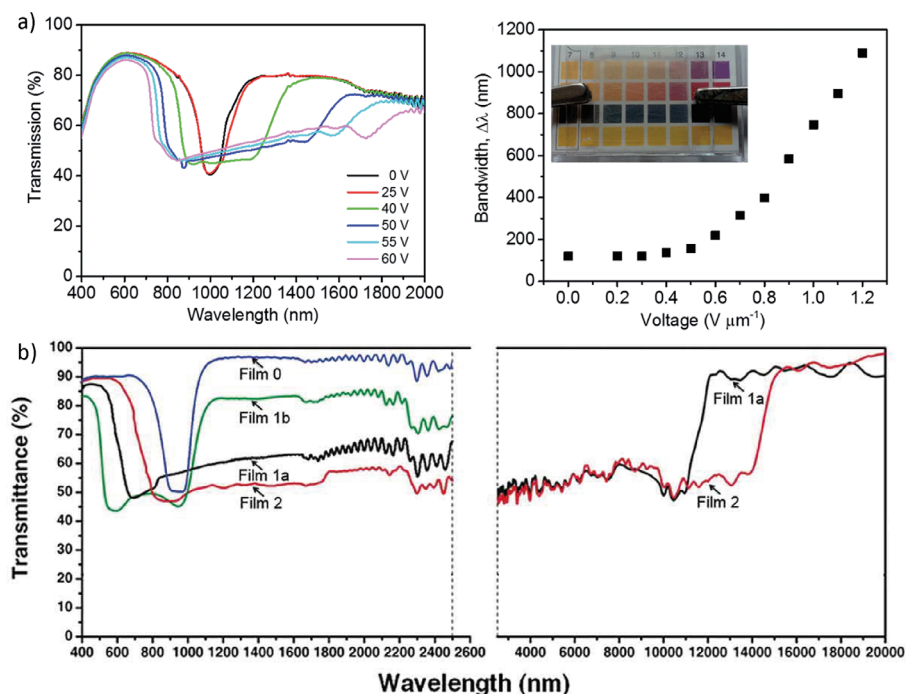 a)
Transmission (%)
100
80
60
40
20
0
0 V
25 V
40 V
50 V
55 V
60 V
400 600 800 1000 1200 1400 1600 1800 2000
Wavelength (nm)
Bandwidth, Δλ (nm)
1200
1000
800
600
400
200
0
7 8 9 10 11 12 13 14
0.0 0.2 0.4 0.6 0.8 1.0 1.2
Voltage (V μm⁻¹)
b)
Transmittance (%)
100
90
80
70
60
50
40
30
20
10
0
Film 0
Film 1b
Film 1a
Film 2
Film 1a
Film 2
400 600 800 1000 1200 1400 1600 1800 2000 2200 2400 2600
4000 6000 8000 10000 12000 14000 16000 18000 20000
Wavelength (nm)